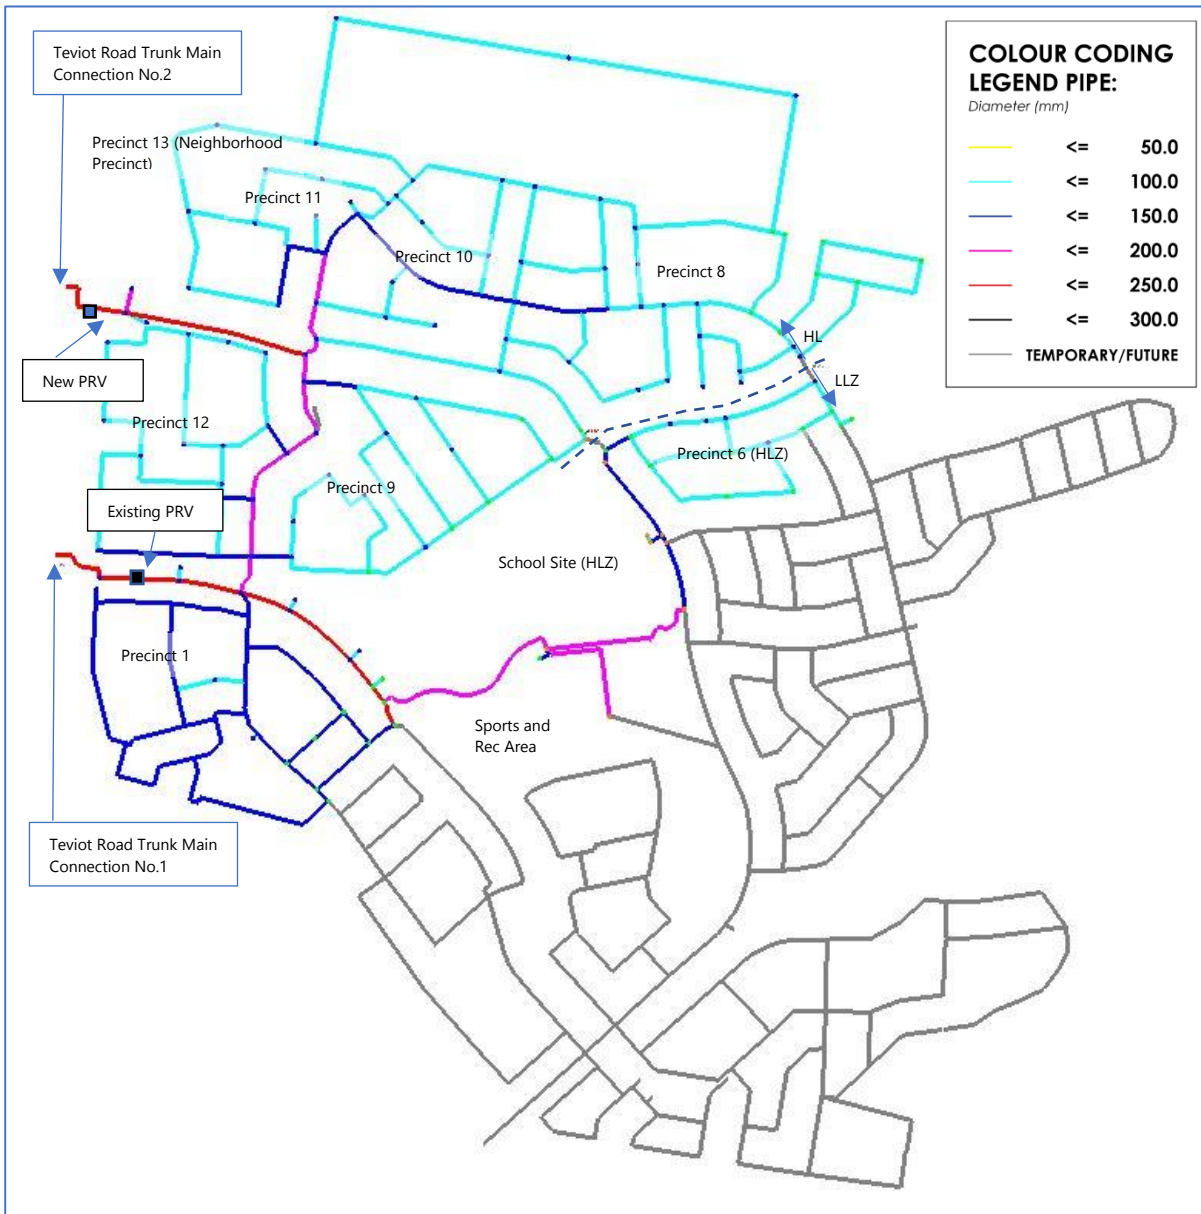 Teviot Road Trunk Main
Connection No.2
Precinct 13 (Neighborhood
Precinct)
Precinct 11
Precinct 10
Precinct 8
COLOUR CODING
LEGEND PIPE:
Diameter (mm)
<= 50.0
<= 100.0
<= 150.0
<= 200.0
<= 250.0
<= 300.0
TEMPORARY/FUTURE
HL
LLZ
New PRV
Precinct 12
Precinct 6 (HLZ)
Precinct 9
Existing PRV
School Site (HLZ)
Precinct 1
Sports and
Rec Area
Teviot Road Trunk Main
Connection No.1